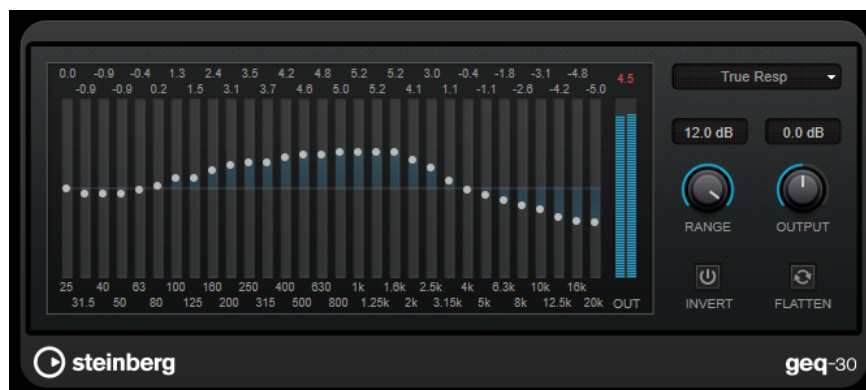 0.0 -0.9 -0.4 1.3 2.4 3.5 4.2 4.8 5.2 5.2 3.0 -0.4 -1.8 -3.1 -4.8 4.5
-0.9 -0.9 0.2 1.5 3.1 3.7 4.6 5.0 5.2 4.1 1.1 -1.1 -2.6 -4.2 -5.0
True Resp
12.0 dB 0.0 dB
RANGE OUTPUT
25 40 63 100 160 250 400 630 1k 1.6k 2.5k 4k 6.3k 10k 16k
31.5 50 80 125 200 315 500 800 1.25k 2k 3.15k 5k 8k 12.5k 20k OUT
INVERT FLATTEN
steinberg
geq-30